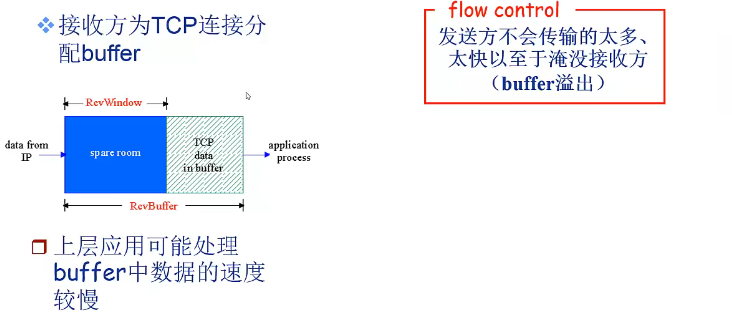 ❖接收方为TCP连接分
配buffer
RevWindow
data from
IP
spare room
TCP
data
in buffer
application
process
RevBuffer
❒上层应用可能处理
buffer中数据的速度
较慢
flow control
发送方不会传输的太多、
太快以至于淹没接收方
（buffer溢出）